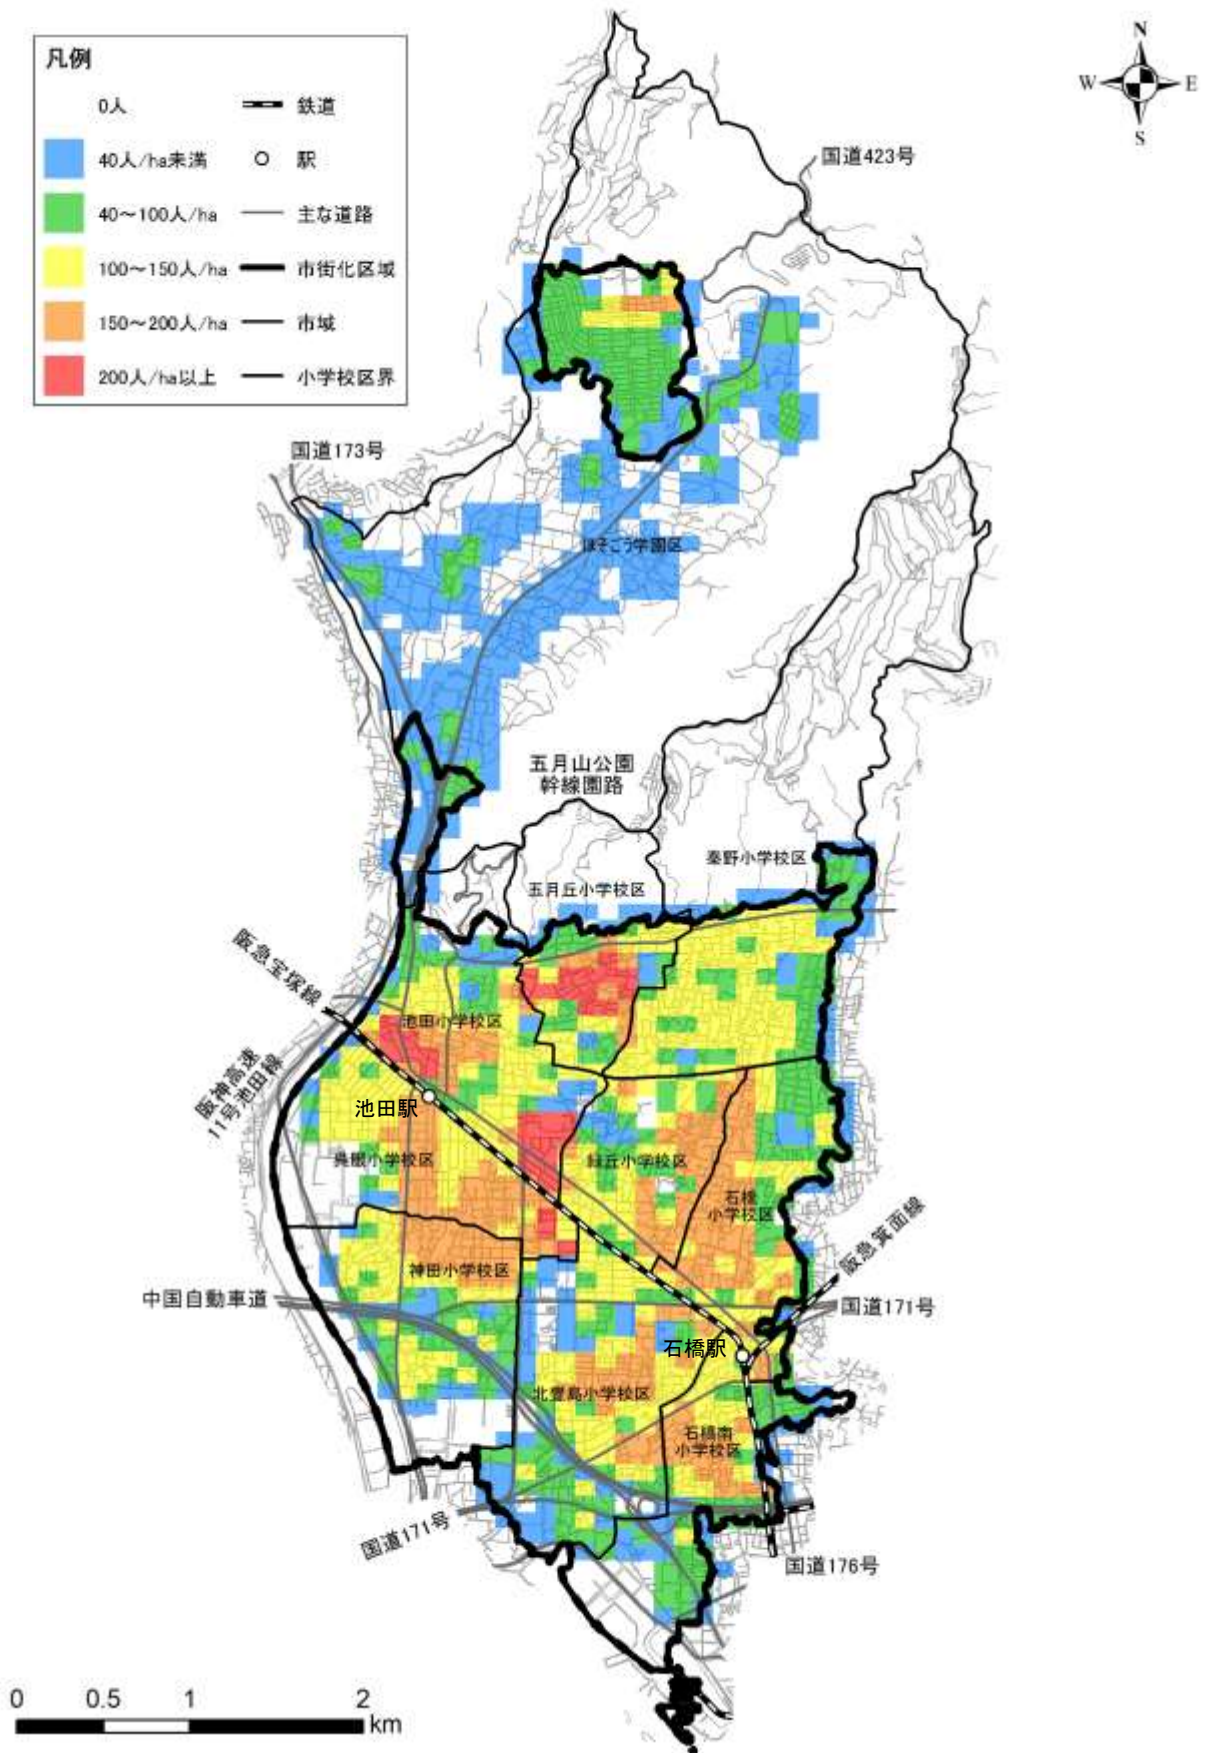 凡例
0人
鉄道
40人/ha未満
駅
40～100人/ha
主な道路
100～150人/ha
市街化区域
150～200人/ha
市域
200人/ha以上
小学校区界
N
W
E
S
国道423号
国道173号
ほそごう学園区
五月山公園
幹線園路
秦野小学校区
五月丘小学校区
阪急宝塚線
池田小学校区
阪神高速
11号池田線
池田駅
呉服小学校区
緑丘小学校区
石橋
小学校区
阪急箕面線
神田小学校区
中国自動車道
国道171号
石橋駅
北豊島小学校区
石橋南
小学校区
国道171号
国道176号
0
0.5
1
2
km